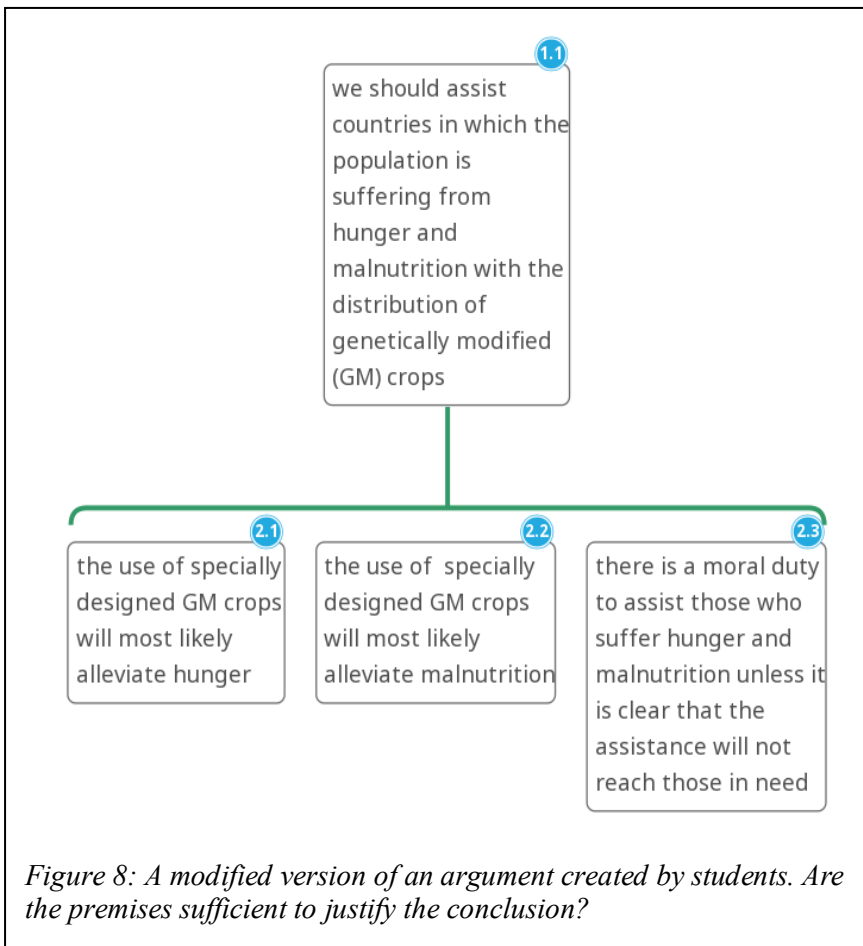 1.1
we should assist
countries in which the
population is
suffering from
hunger and
malnutrition with the
distribution of
genetically modified
(GM) crops
2.1
the use of specially
designed GM crops
will most likely
alleviate hunger
2.2
the use of  specially
designed GM crops
will most likely
alleviate malnutrition
2.3
there is a moral duty
to assist those who
suffer hunger and
malnutrition unless it
is clear that the
assistance will not
reach those in need
Figure 8: A modified version of an argument created by students. Are
the premises sufficient to justify the conclusion?